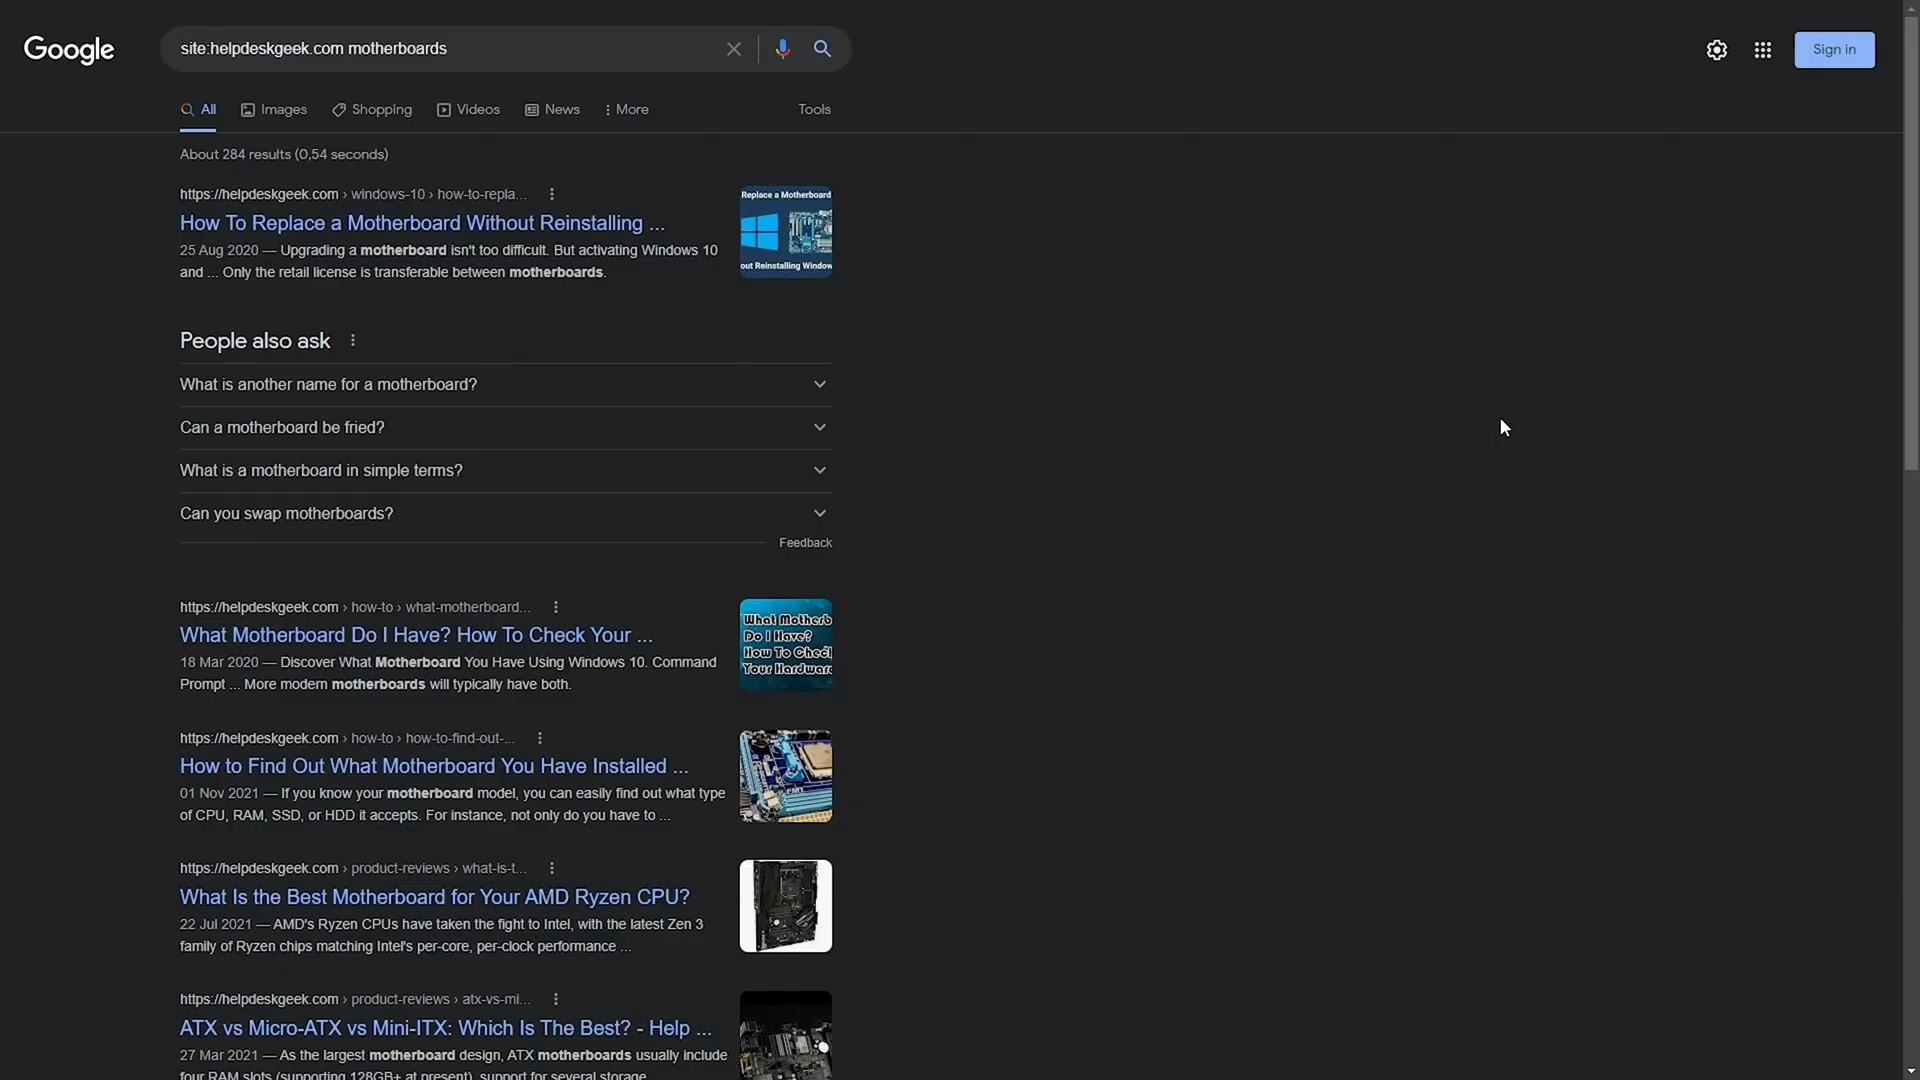 Google
site:helpdeskgeek.com motherboards
Sign in
All
Images
Shopping
Videos
News
More
Tools
About 284 results (0,54 seconds)
https://helpdeskgeek.com › windows-10 › how-to-repla...
How To Replace a Motherboard Without Reinstalling ...
25 Aug 2020 — Upgrading a motherboard isn't too difficult. But activating Windows 10
and ... Only the retail license is transferable between motherboards.
Replace a Motherboard
out Reinstalling Window
People also ask
What is another name for a motherboard?
Can a motherboard be fried?
What is a motherboard in simple terms?
Can you swap motherboards?
Feedback
https://helpdeskgeek.com › how-to › what-motherboard...
What Motherboard Do I Have? How To Check Your ...
18 Mar 2020 — Discover What Motherboard You Have Using Windows 10. Command
Prompt ... More modern motherboards will typically have both.
What Motherb
Do I Have?
How To Check
Your Hardware
https://helpdeskgeek.com › how-to › how-to-find-out-...
How to Find Out What Motherboard You Have Installed ...
01 Nov 2021 — If you know your motherboard model, you can easily find out what type
of CPU, RAM, SSD, or HDD it accepts. For instance, not only do you have to ...
https://helpdeskgeek.com › product-reviews › what-is-t...
What Is the Best Motherboard for Your AMD Ryzen CPU?
22 Jul 2021 — AMD's Ryzen CPUs have taken the fight to Intel, with the latest Zen 3
family of Ryzen chips matching Intel's per-core, per-clock performance ...
https://helpdeskgeek.com › product-reviews › atx-vs-mi...
ATX vs Micro-ATX vs Mini-ITX: Which Is The Best? - Help ...
27 Mar 2021 — As the largest motherboard design, ATX motherboards usually include
four RAM slots (supporting 128GB+ at present), support for several storage